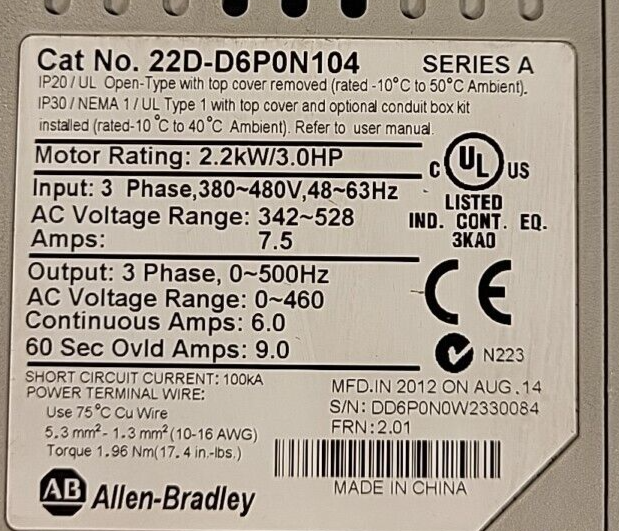 Cat No. 22D-D6P0N104 SERIES A
IP20/UL Open-Type with top cover removed (rated -10°C to 50°C Ambient).
IP30/NEMA 1/UL Type 1 with top cover and optional conduit box kit
installed (rated-10°C to 40°C Ambient). Refer to user manual.
Motor Rating: 2.2kW/3.0HP
C UL US
LISTED
IND. CONT. EQ.
3KA0
Input: 3 Phase,380~480V,48~63Hz
AC Voltage Range: 342~528
Amps: 7.5
Output: 3 Phase, 0~500Hz
AC Voltage Range: 0~460
Continuous Amps: 6.0
60 Sec Ovld Amps: 9.0
CE
N223
SHORT CIRCUIT CURRENT: 100kA
POWER TERMINAL WIRE:
Use 75°C Cu Wire
5.3 mm²- 1.3 mm² (10-16 AWG)
Torque 1.96 Nm(17.4 in.-lbs.)
MFD.IN 2012 ON AUG.14
S/N: DD6P0N0W2330084
FRN:2.01
MADE IN CHINA
AB Allen-Bradley